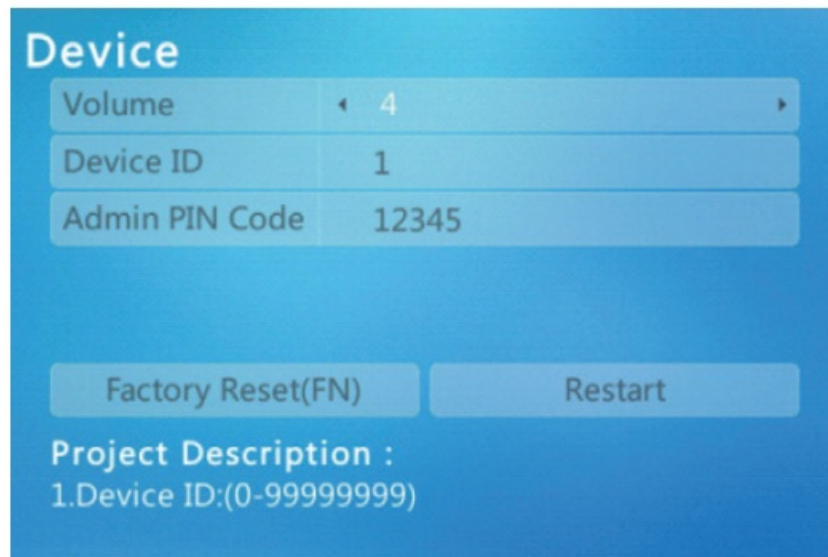 Device
Volume 4
Device ID 1
Admin PIN Code 12345
Factory Reset(FN) Restart
Project Description :
1.Device ID:(0-99999999)